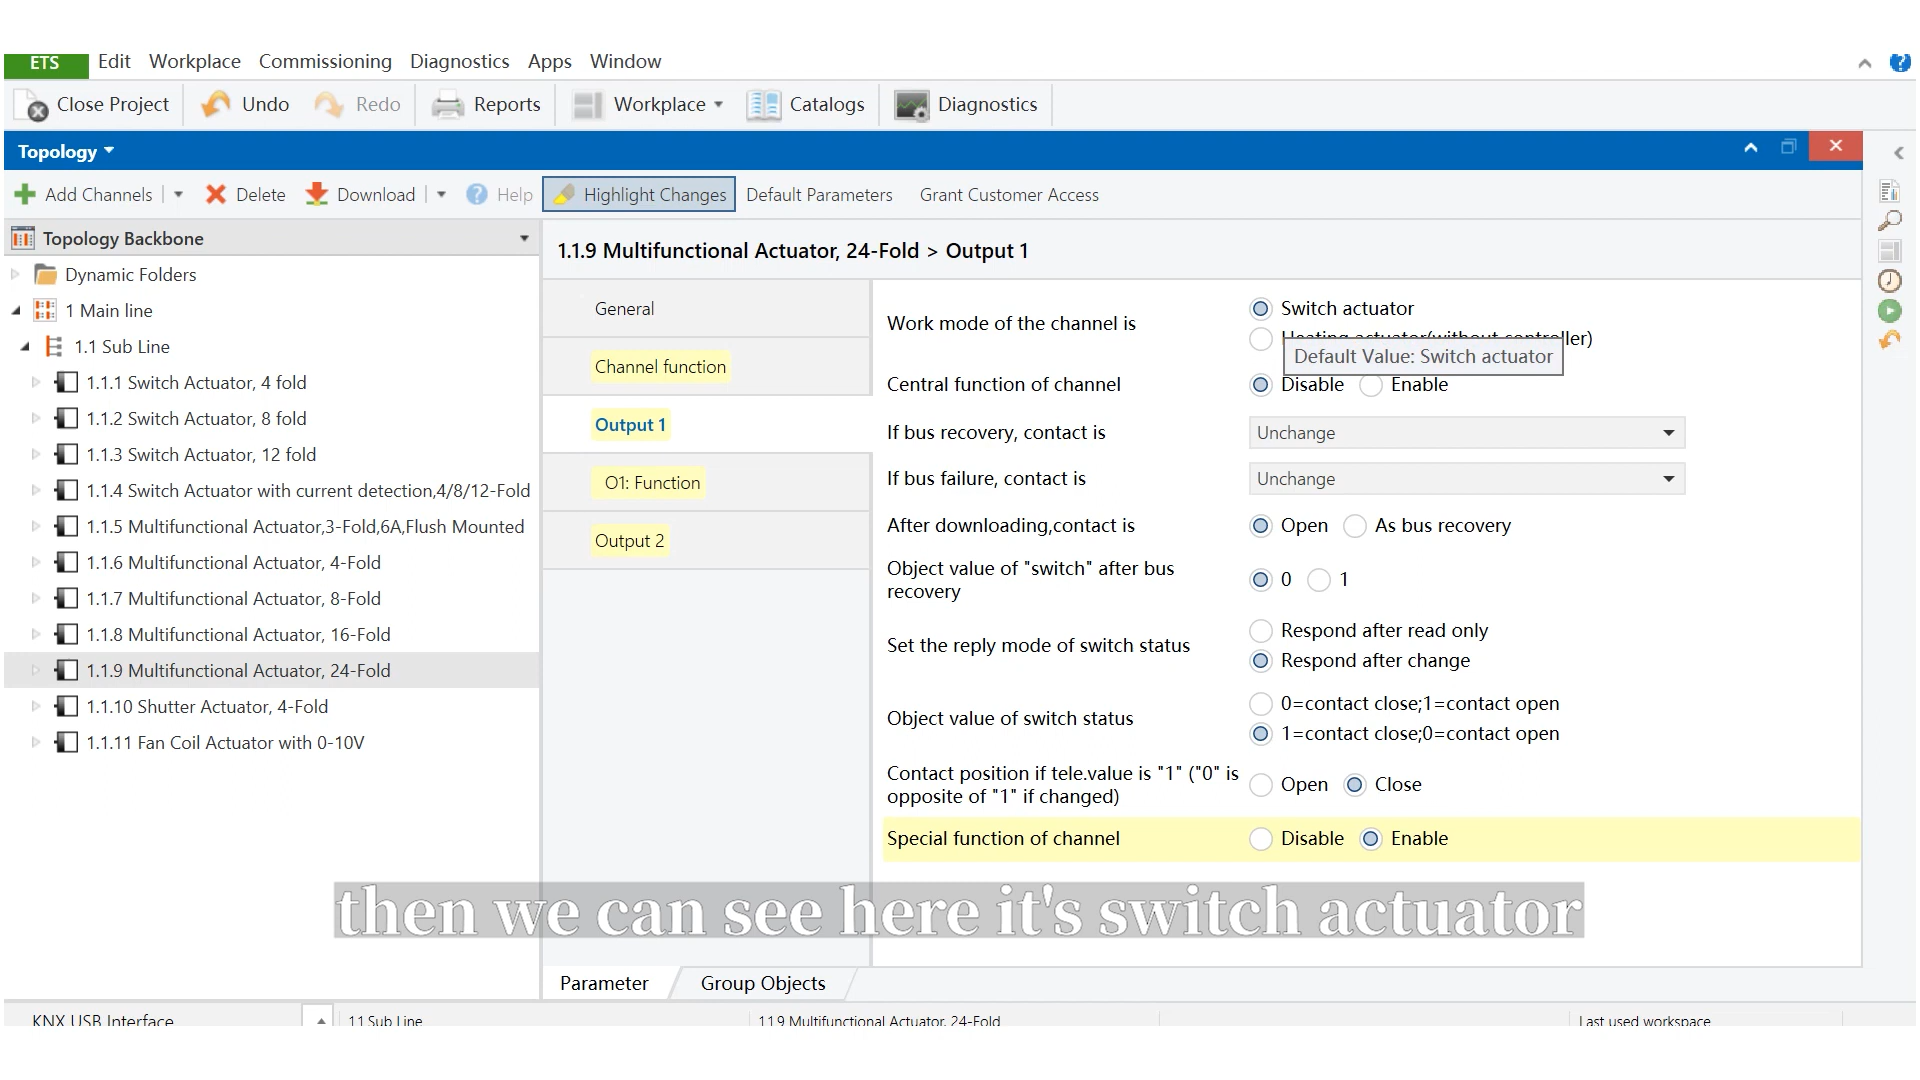 ETS Edit Workplace Commissioning Diagnostics Apps Window
Close Project Undo Redo Reports Workplace Catalogs Diagnostics
Topology
Add Channels Delete Download Help Highlight Changes Default Parameters Grant Customer Access
Topology Backbone
Dynamic Folders
1 Main line
1.1 Sub Line
1.1.1 Switch Actuator, 4 fold
1.1.2 Switch Actuator, 8 fold
1.1.3 Switch Actuator, 12 fold
1.1.4 Switch Actuator with current detection,4/8/12-Fold
1.1.5 Multifunctional Actuator,3-Fold,6A,Flush Mounted
1.1.6 Multifunctional Actuator, 4-Fold
1.1.7 Multifunctional Actuator, 8-Fold
1.1.8 Multifunctional Actuator, 16-Fold
1.1.9 Multifunctional Actuator, 24-Fold
1.1.10 Shutter Actuator, 4-Fold
1.1.11 Fan Coil Actuator with 0-10V
1.1.9 Multifunctional Actuator, 24-Fold > Output 1
General
Channel function
Output 1
O1: Function
Output 2
Work mode of the channel is
Switch actuator
Heating actuator(without controller)
Default Value: Switch actuator
Central function of channel Disable Enable
If bus recovery, contact is Unchange
If bus failure, contact is Unchange
After downloading,contact is Open As bus recovery
Object value of "switch" after bus
recovery
0 1
Set the reply mode of switch status
Respond after read only
Respond after change
Object value of switch status
0=contact close;1=contact open
1=contact close;0=contact open
Contact position if tele.value is "1" ("0" is
opposite of "1" if changed)
Open Close
Special function of channel Disable Enable
then we can see here it's switch actuator
Parameter Group Objects
KNX USB Interface 1.1 Sub Line 1.1.9 Multifunctional Actuator, 24-Fold Last used workspace